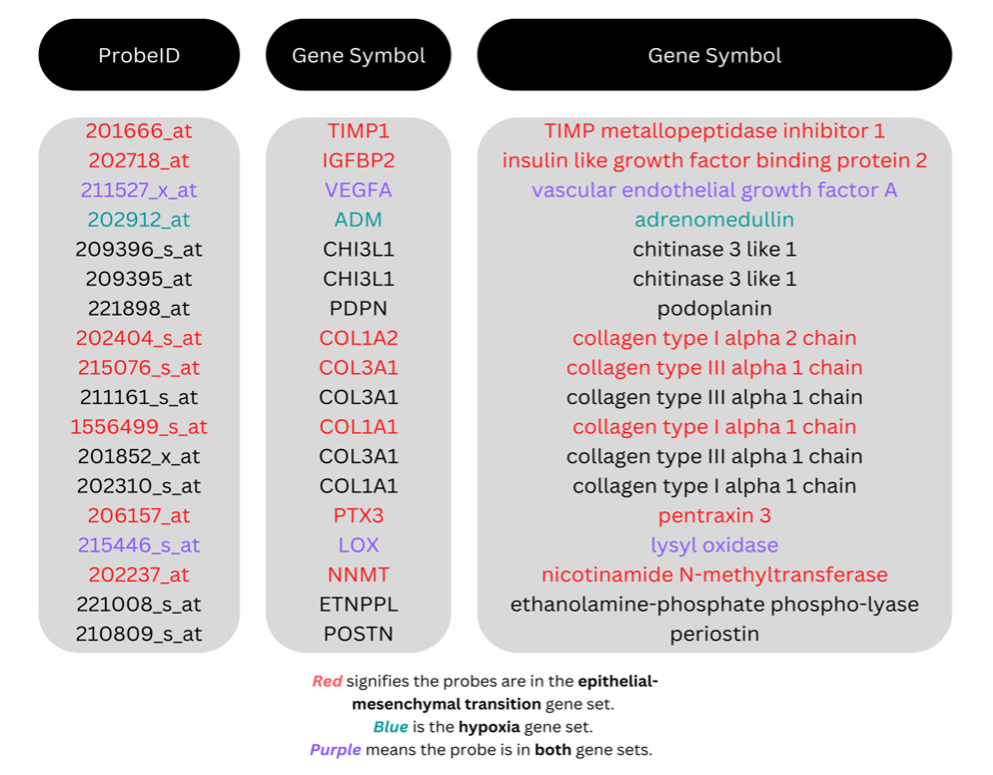 ProbeID Gene Symbol Gene Symbol
201666_at TIMP1 TIMP metallopeptidase inhibitor 1
202718_at IGFBP2 insulin like growth factor binding protein 2
211527_x_at VEGFA vascular endothelial growth factor A
202912_at ADM adrenomedullin
209396_s_at CHI3L1 chitinase 3 like 1
209395_at CHI3L1 chitinase 3 like 1
221898_at PDPN podoplanin
202404_s_at COL1A2 collagen type I alpha 2 chain
215076_s_at COL3A1 collagen type III alpha 1 chain
211161_s_at COL3A1 collagen type III alpha 1 chain
1556499_s_at COL1A1 collagen type I alpha 1 chain
201852_x_at COL3A1 collagen type III alpha 1 chain
202310_s_at COL1A1 collagen type I alpha 1 chain
206157_at PTX3 pentraxin 3
215446_s_at LOX lysyl oxidase
202237_at NNMT nicotinamide N-methyltransferase
221008_s_at ETNPPL ethanolamine-phosphate phospho-lyase
210809_s_at POSTN periostin
Red signifies the probes are in the epithelial-
mesenchymal transition gene set.
Blue is the hypoxia gene set.
Purple means the probe is in both gene sets.